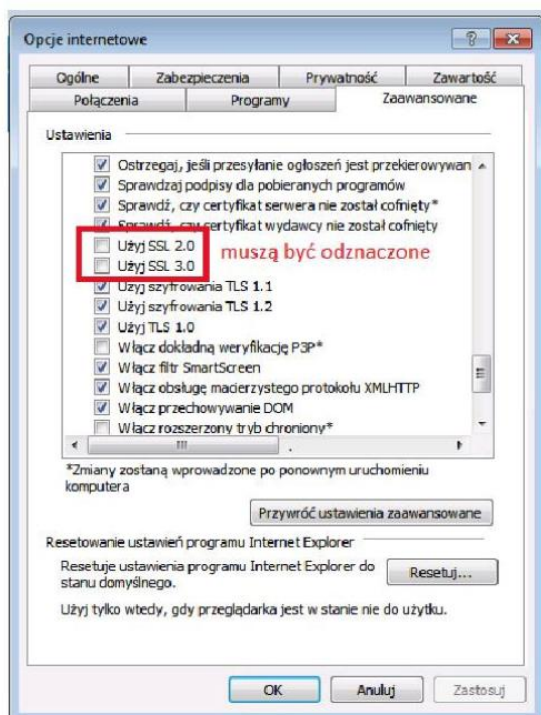 Opcje internetowe
Ogólne Zabezpieczenia Prywatność Zawartość
Połączenia Programy Zaawansowane
Ustawienia
Ostrzegaj, jeśli przesyłanie ogłoszeń jest przekierowywan
Sprawdzaj podpisy dla pobieranych programów
Sprawdź, czy certyfikat serwera nie został cofnięty*
Sprawdź, czy certyfikat wydawcy nie został cofnięty
Użyj SSL 2.0
muszą być odznaczone
Użyj SSL 3.0
Użyj szyfrowania TLS 1.1
Użyj szyfrowania TLS 1.2
Użyj TLS 1.0
Włącz dokładną weryfikację P3P*
Włącz filtr SmartScreen
Włącz obsługę macierzystego protokołu XMLHTTP
Włącz przechowywanie DOM
Włącz rozszerzony tryb chroniony*
*Zmiany zostaną wprowadzone po ponownym uruchomieniu
komputera
Przywróć ustawienia zaawansowane
Resetowanie ustawień programu Internet Explorer
Resetuje ustawienia programu Internet Explorer do
stanu domyślnego.
Resetuj...
Użyj tylko wtedy, gdy przeglądarka jest w stanie nie do użytku.
OK Anuluj Zastosuj